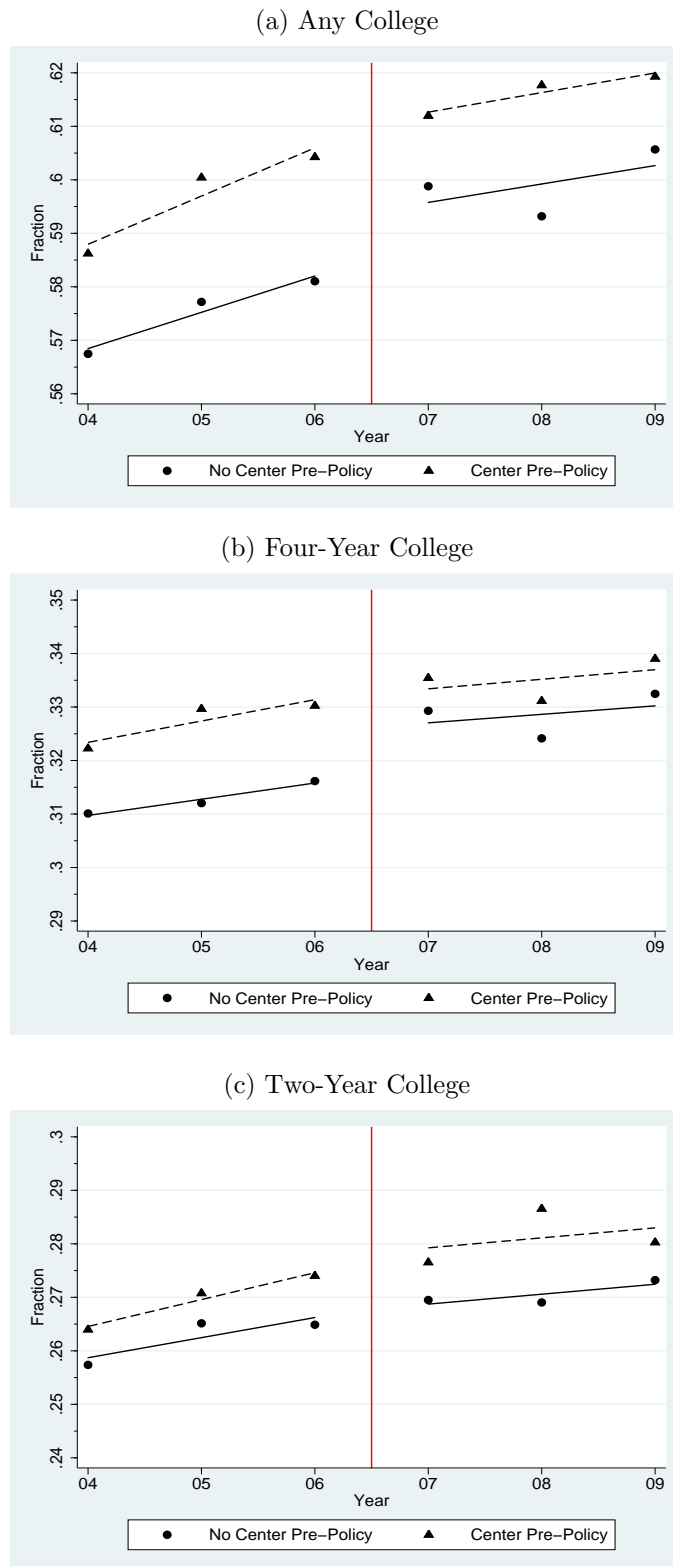 (a) Any College
.62
.61
.6
.59
.58
.57
.56
Fraction
04 05 06 07 08 09
Year
No Center Pre−Policy Center Pre−Policy
(b) Four-Year College
.35
.34
.33
.32
.31
.3
.29
Fraction
04 05 06 07 08 09
Year
No Center Pre−Policy Center Pre−Policy
(c) Two-Year College
.3
.29
.28
.27
.26
.25
.24
Fraction
04 05 06 07 08 09
Year
No Center Pre−Policy Center Pre−Policy